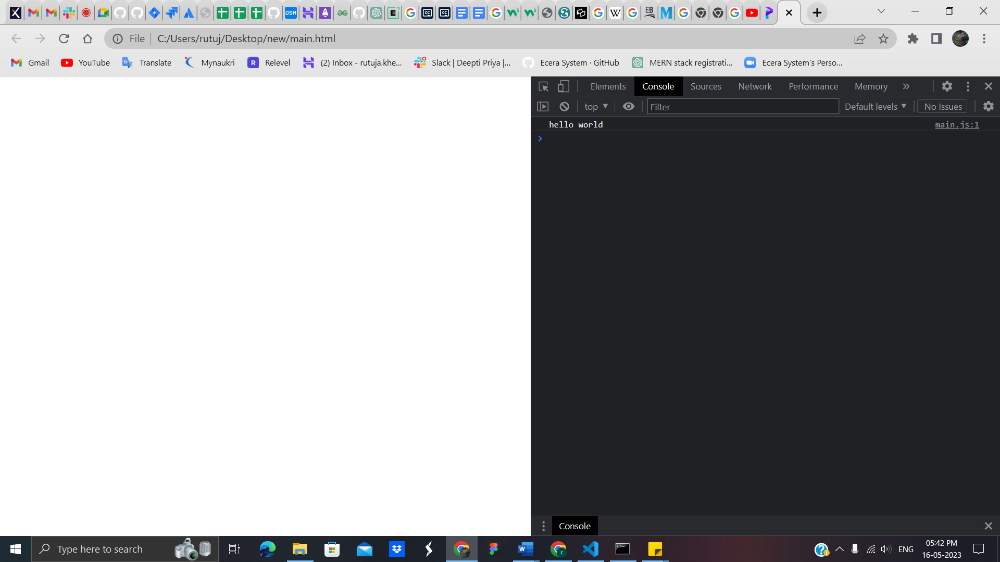 File C:/Users/rutuj/Desktop/new/main.html
Gmail YouTube Translate Mynaukri Relevel (2) Inbox - rutuja.khe... Slack | Deepti Priya |... Ecera System · GitHub MERN stack registrati... Ecera System's Perso...
Elements Console Sources Network Performance Memory
top Filter Default levels No Issues
hello world main.js:1
Console
Type here to search
ENG
05:42 PM
16-05-2023